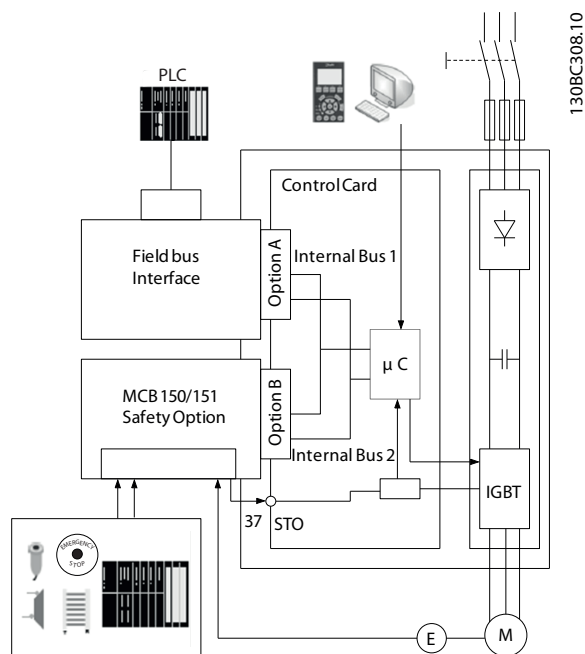 130BC308.10
PLC
Control Card
Field bus
Interface
Option A
Internal Bus 1
µ C
MCB 150/151
Safety Option
Option B
Internal Bus 2
IGBT
37
STO
EMERGENCY
STOP
E
M